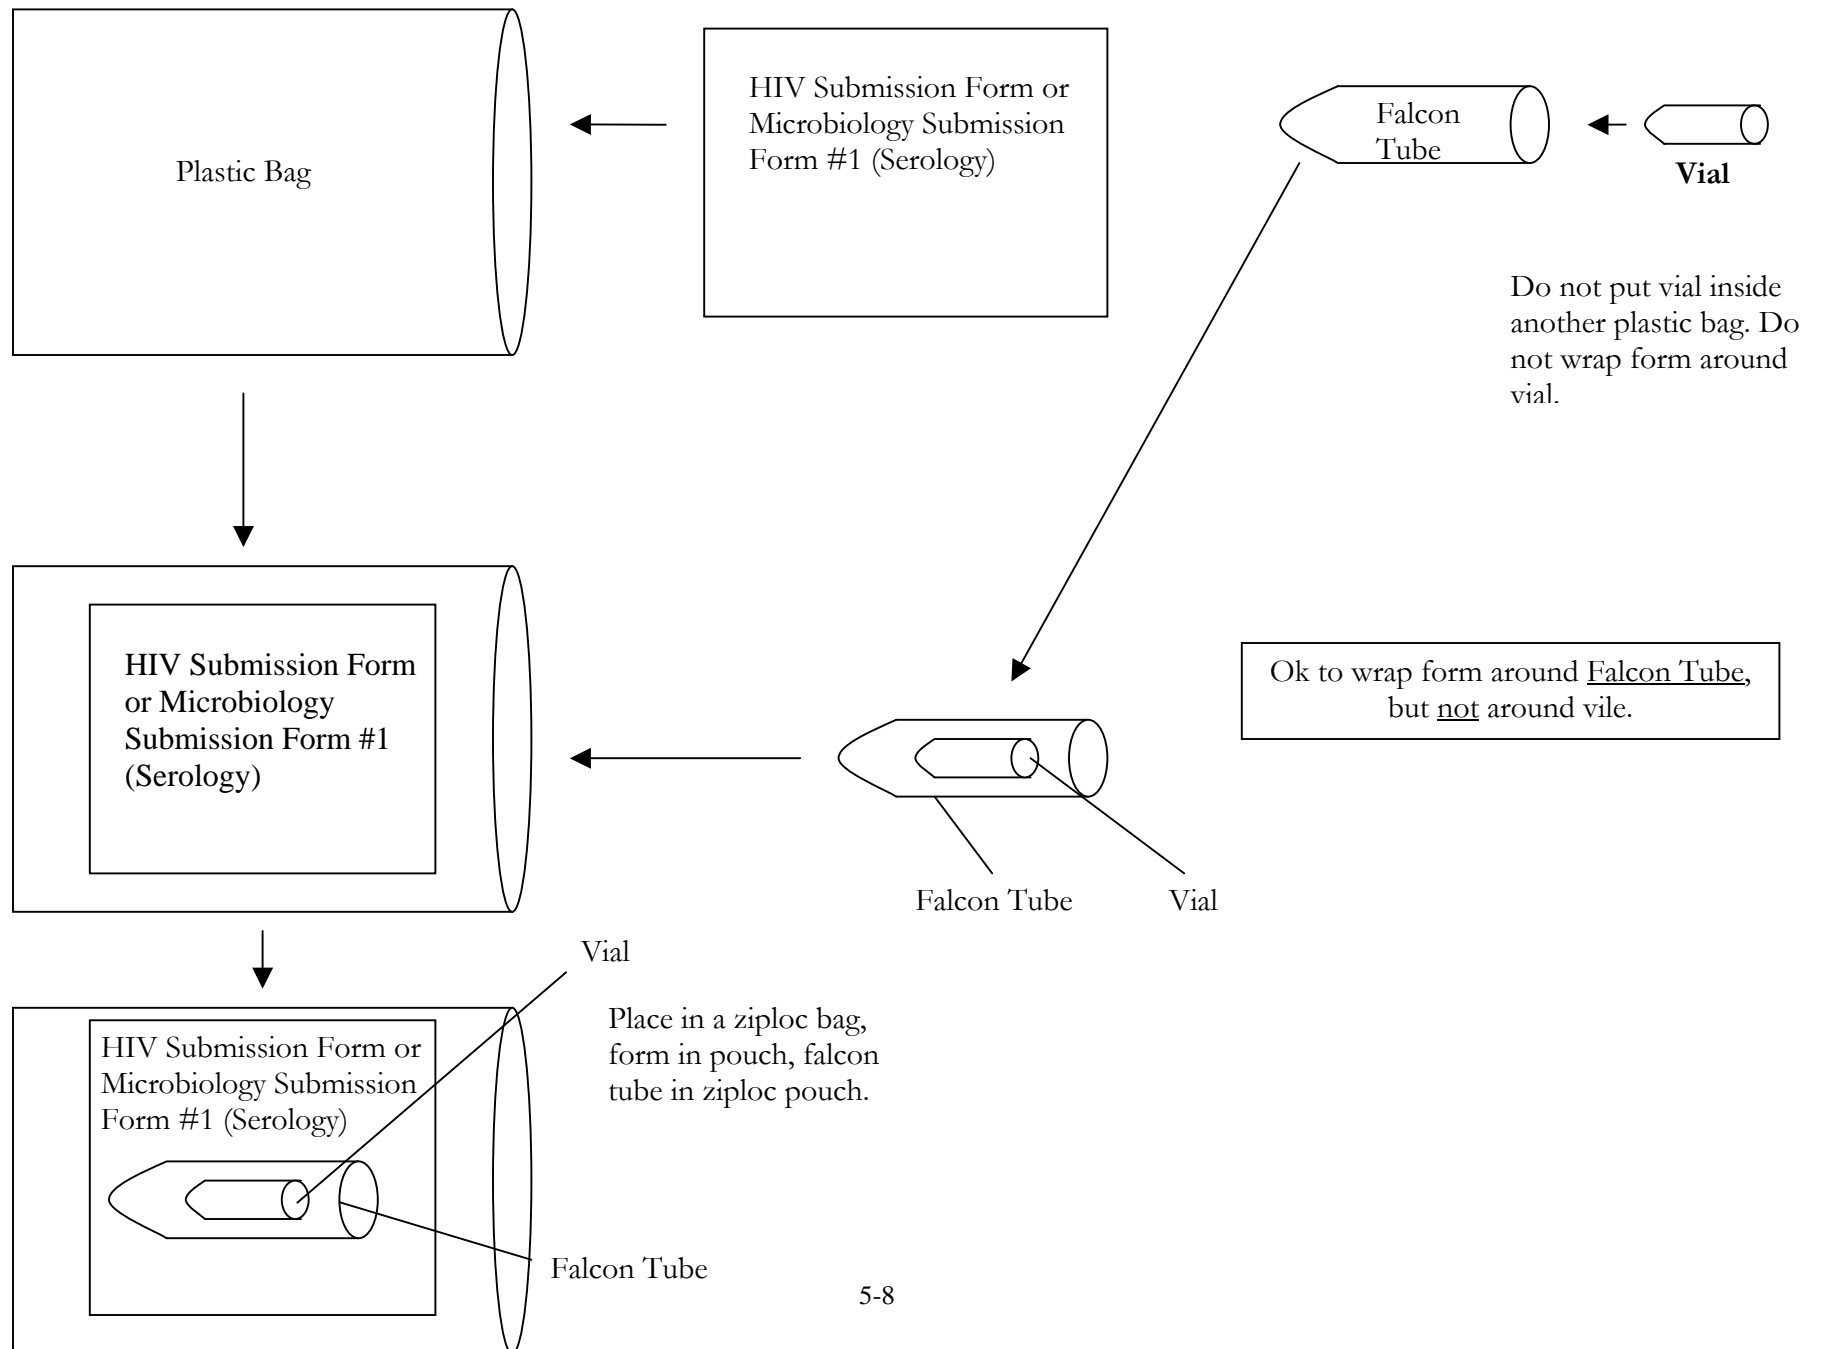 Plastic Bag
HIV Submission Form or
Microbiology Submission
Form #1 (Serology)
Falcon
Tube
Vial
Do not put vial inside
another plastic bag. Do
not wrap form around
vial.
HIV Submission Form
or Microbiology
Submission Form #1
(Serology)
Ok to wrap form around Falcon Tube,
but not around vile.
Falcon Tube
Vial
Vial
Place in a ziploc bag,
form in pouch, falcon
tube in ziploc pouch.
HIV Submission Form or
Microbiology Submission
Form #1 (Serology)
Falcon Tube
5-8